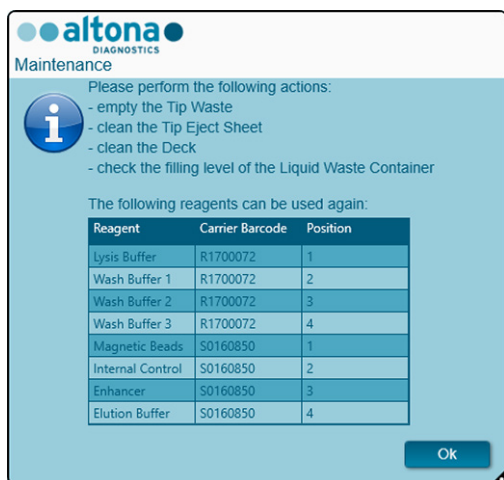 altona
DIAGNOSTICS
Maintenance
Please perform the following actions:
- empty the Tip Waste
- clean the Tip Eject Sheet
- clean the Deck
- check the filling level of the Liquid Waste Container
The following reagents can be used again:
Reagent Carrier Barcode Position
Lysis Buffer R1700072 1
Wash Buffer 1 R1700072 2
Wash Buffer 2 R1700072 3
Wash Buffer 3 R1700072 4
Magnetic Beads S0160850 1
Internal Control S0160850 2
Enhancer S0160850 3
Elution Buffer S0160850 4
Ok